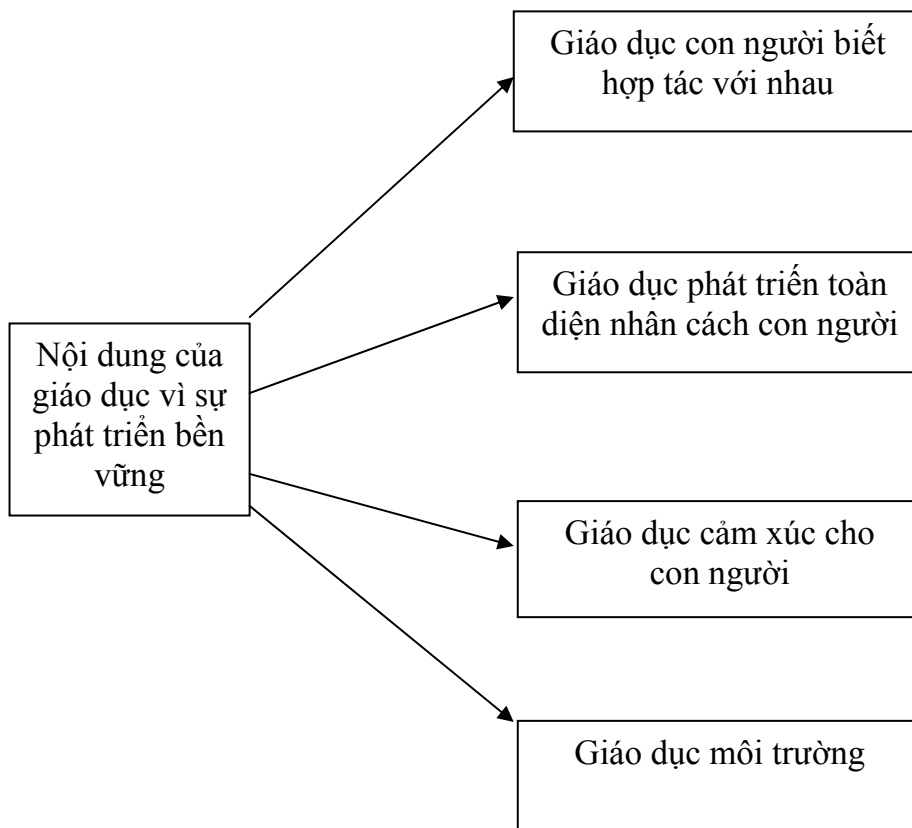 Giáo dục con người biết
hợp tác với nhau
Giáo dục phát triến toàn
diện nhân cách con người
Nội dung của
giáo dục vì sự
phát triển bền
vững
Giáo dục cảm xúc cho
con người
Giáo dục môi trường